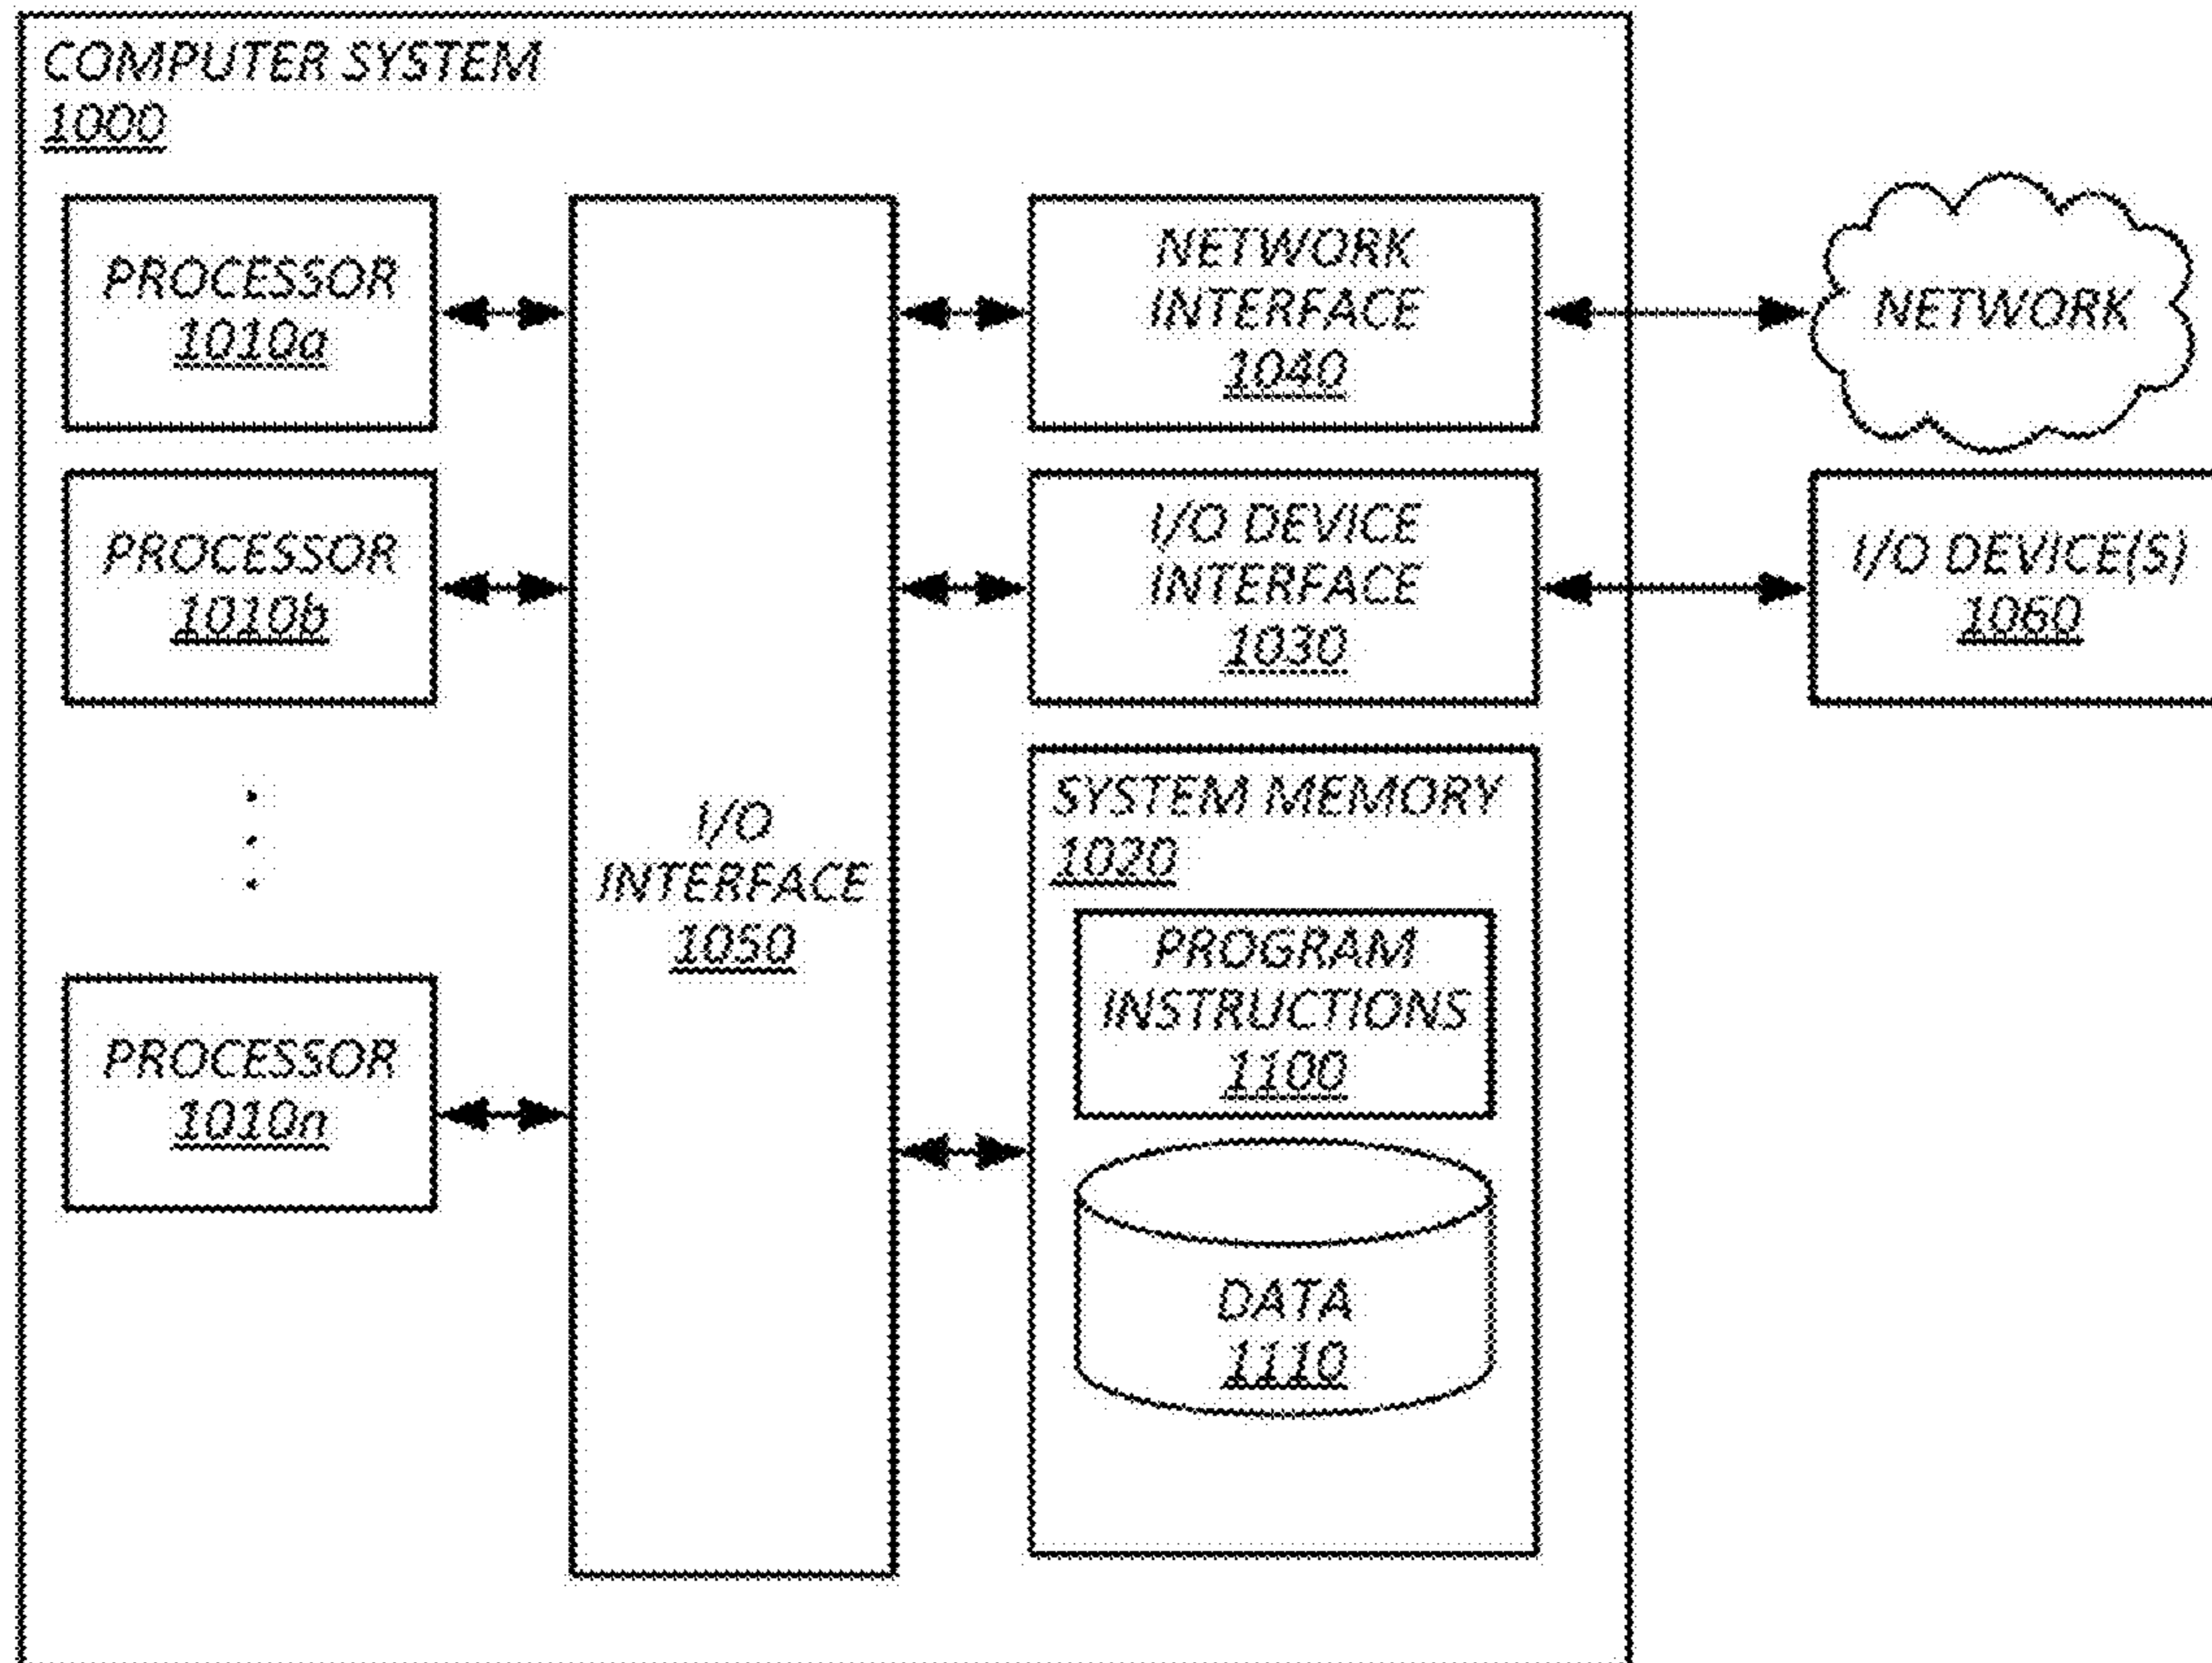 COMPUTER SYSTEM
1000
PROCESSOR
1010a
PROCESSOR
1010b
PROCESSOR
1010n
I/O
INTERFACE
1050
NETWORK
INTERFACE
1040
I/O DEVICE
INTERFACE
1030
SYSTEM MEMORY
1020
PROGRAM
INSTRUCTIONS
1100
DATA
1110
NETWORK
I/O DEVICE(S)
1060